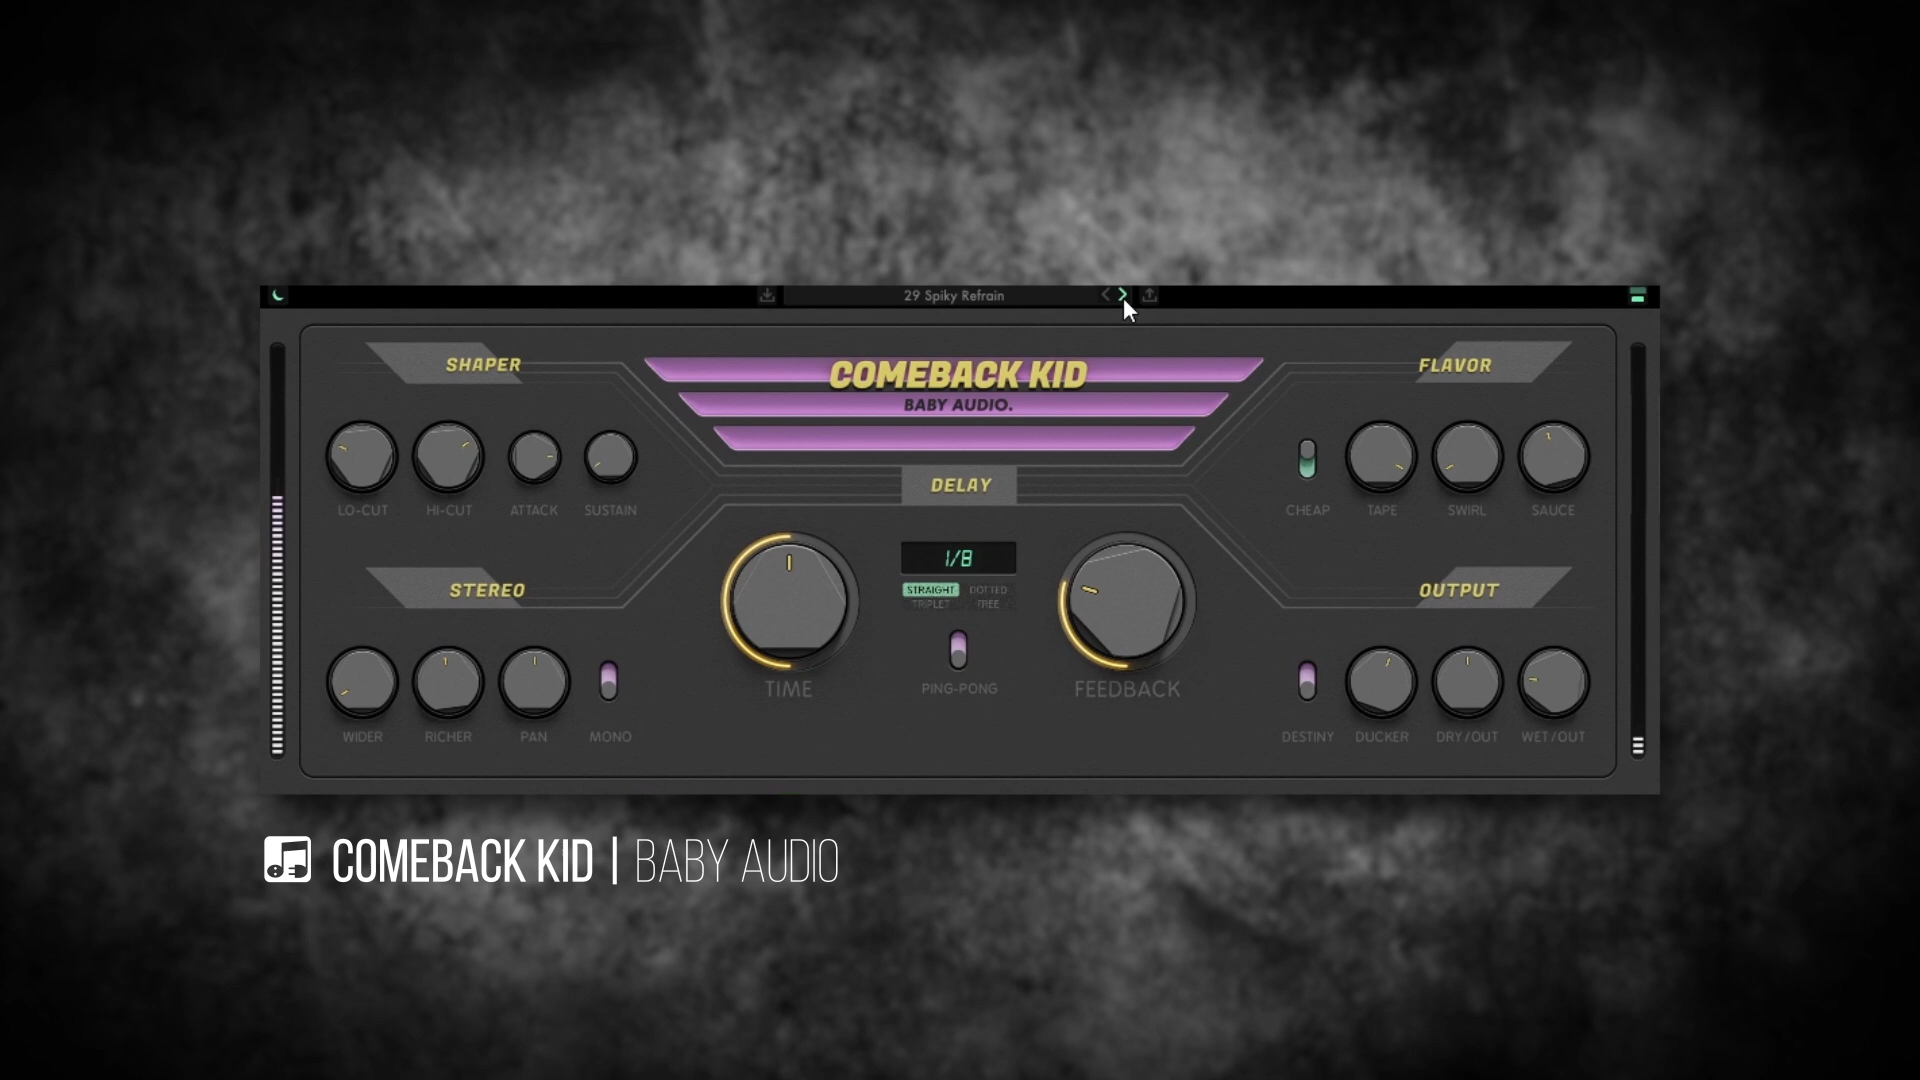 29 Spiky Refrain
SHAPER
COMEBACK KID
BABY AUDIO.
FLAVOR
LO-CUT HI-CUT ATTACK SUSTAIN
DELAY
CHEAP TAPE SWIRL SAUCE
1/8
STRAIGHT DOTTED
TRIPLET FREE
STEREO
OUTPUT
WIDER RICHER PAN MONO
TIME PING-PONG FEEDBACK
DESTINY DUCKER DRY/OUT WET/OUT
COMEBACK KID | BABY AUDIO